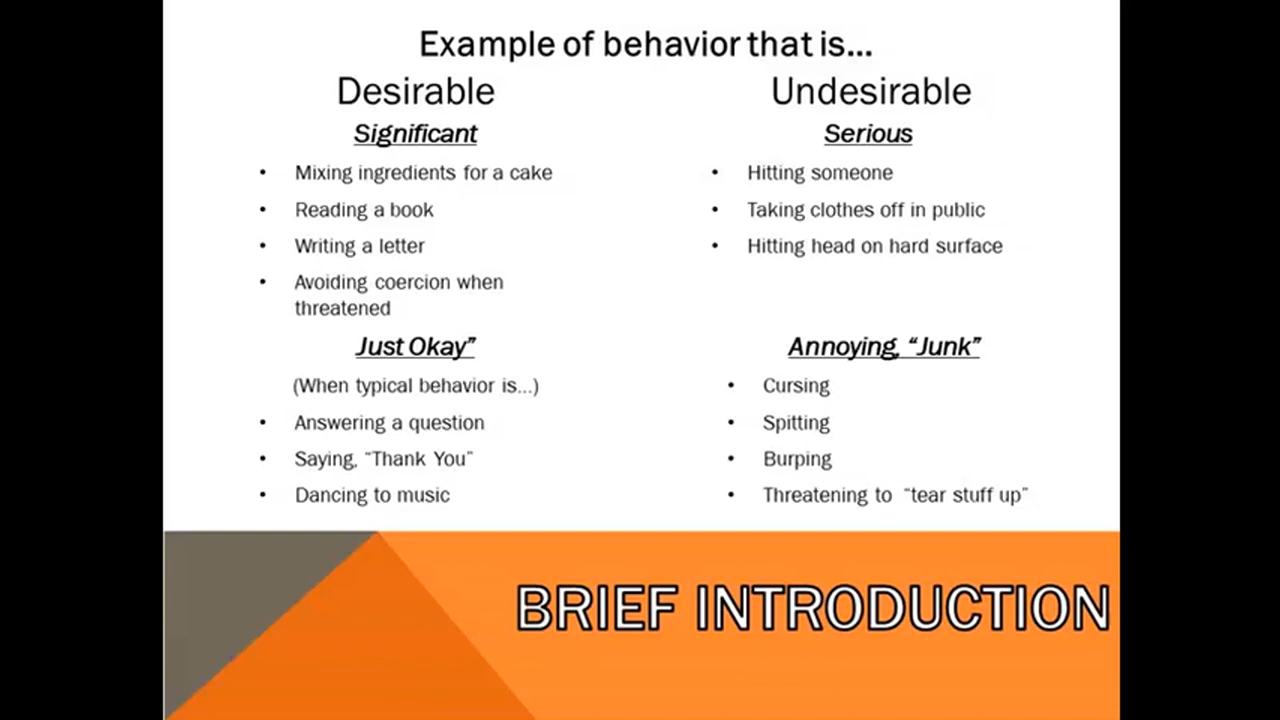 Example of behavior that is...
Desirable
Significant
• Mixing ingredients for a cake
• Reading a book
• Writing a letter
• Avoiding coercion when
threatened
Just Okay”
(When typical behavior is...)
• Answering a question
• Saying, “Thank You”
• Dancing to music
Undesirable
Serious
• Hitting someone
• Taking clothes off in public
• Hitting head on hard surface
Annoying, “Junk”
• Cursing
• Spitting
• Burping
• Threatening to “tear stuff up”
BRIEF INTRODUCTION